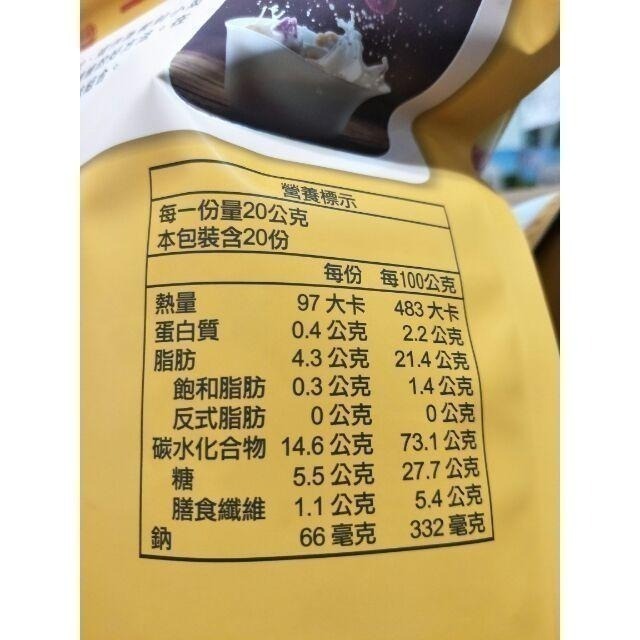 營養標示
每一份量20公克
本包裝含20份
每份 每100公克
熱量 97 大卡 483 大卡
蛋白質 0.4 公克 2.2 公克
脂肪 4.3 公克 21.4 公克
飽和脂肪 0.3 公克 1.4 公克
反式脂肪 0 公克 0 公克
碳水化合物 14.6 公克 73.1 公克
糖 5.5 公克 27.7 公克
膳食纖維 1.1 公克 5.4 公克
鈉 66 毫克 332 毫克